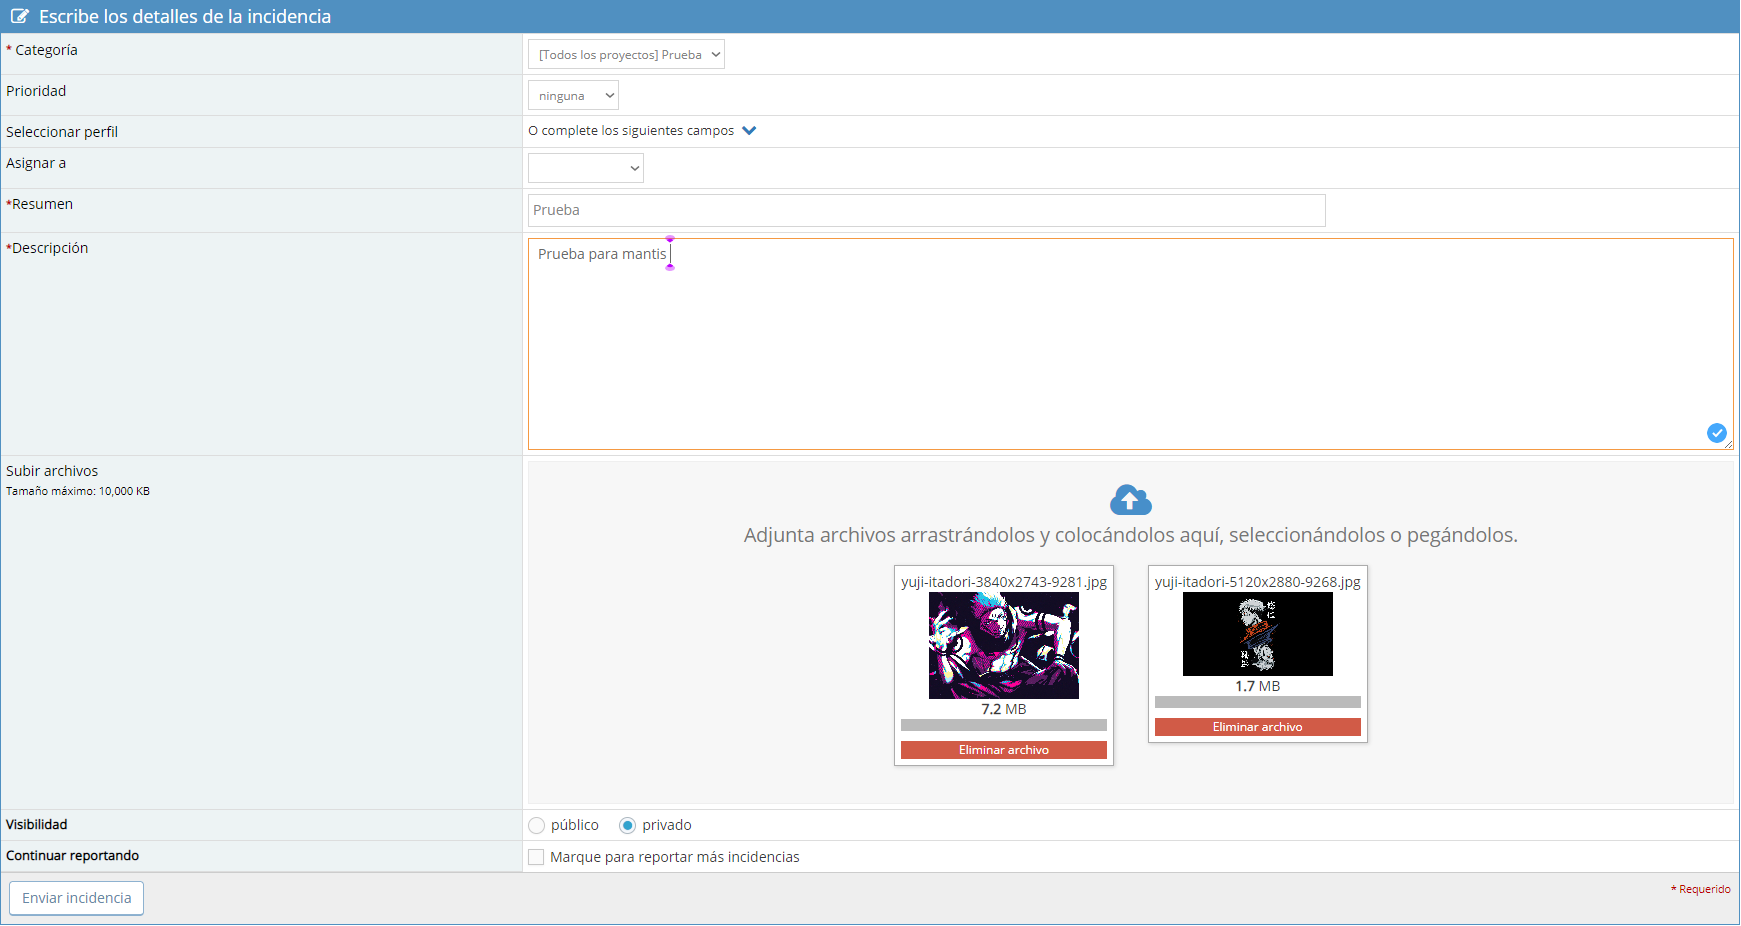 Escribe los detalles de la incidencia
* Categoría
[Todos los proyectos] Prueba
Prioridad
ninguna
Seleccionar perfil
O complete los siguientes campos
Asignar a
*Resumen
Prueba
*Descripción
Prueba para mantis
Subir archivos
Tamaño máximo: 10,000 KB
Adjunta archivos arrastrándolos y colocándolos aquí, seleccionándolos o pegándolos.
yuji-itadori-3840x2743-9281.jpg
7.2 MB
Eliminar archivo
yuji-itadori-5120x2880-9268.jpg
1.7 MB
Eliminar archivo
Visibilidad
público
privado
Continuar reportando
Marque para reportar más incidencias
Enviar incidencia
* Requerido